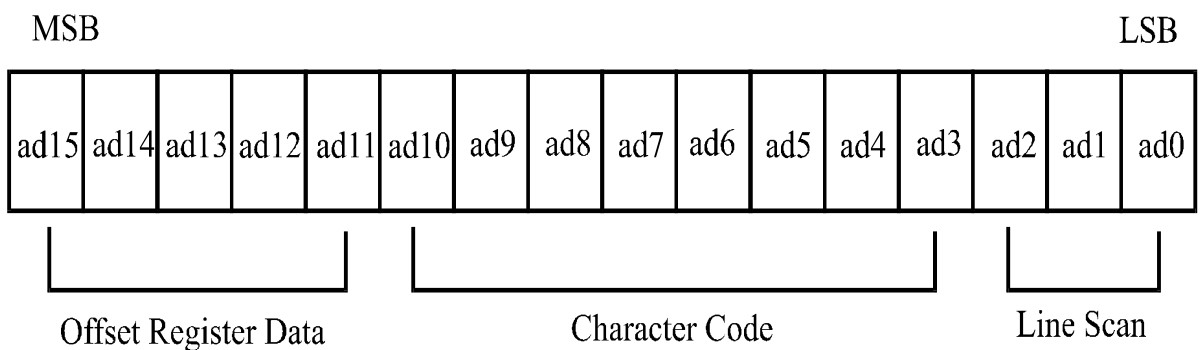 MSB LSB
ad15 ad14 ad13 ad12 ad11 ad10 ad9 ad8 ad7 ad6 ad5 ad4 ad3 ad2 ad1 ad0
Offset Register Data Character Code Line Scan